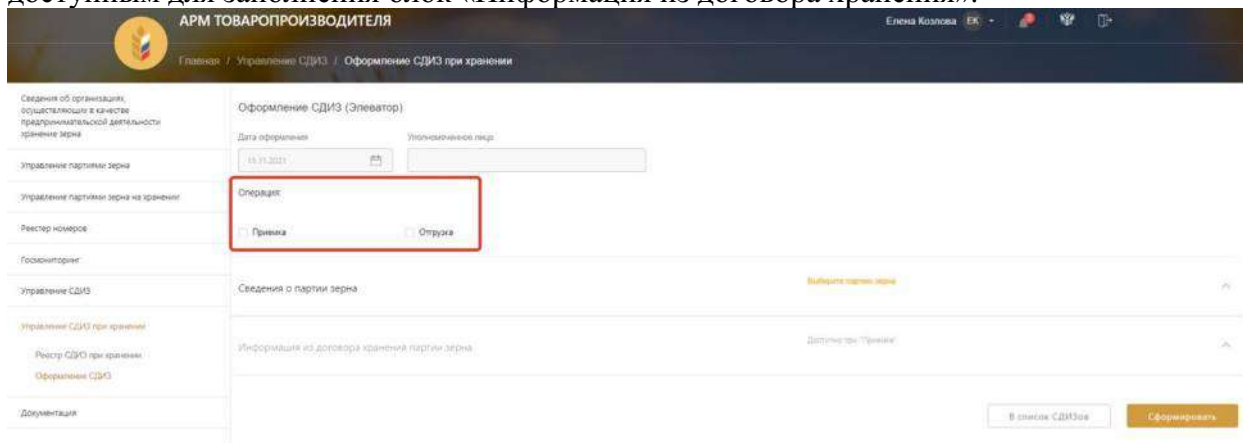 доступным для заполнения блок «Информация из договора хранения».
АРМ ТОВАРОПРОИЗВОДИТЕЛЯ
Елена Козлова ЕК
Главная / Управление СДИЗ / Оформление СДИЗ при хранении
Сведения об организациях,
осуществляющих в качестве
предпринимательской деятельности
хранение зерна
Управление партиями зерна
Управление партиями зерна на хранении
Реестр номеров
Госмониторинг
Управление СДИЗ
Управление СДИЗ при хранении
Реестр СДИЗ при хранении
Оформление СДИЗ
Документация
Оформление СДИЗ (Элеватор)
Дата оформления
Уполномоченное лицо
15.11.2021
Операция:
Приемка
Отгрузка
Сведения о партии зерна
Выберите партию зерна
Информация из договора хранения партии зерна
Доступно при "Приемка"
В список СДИЗов
Сформировать